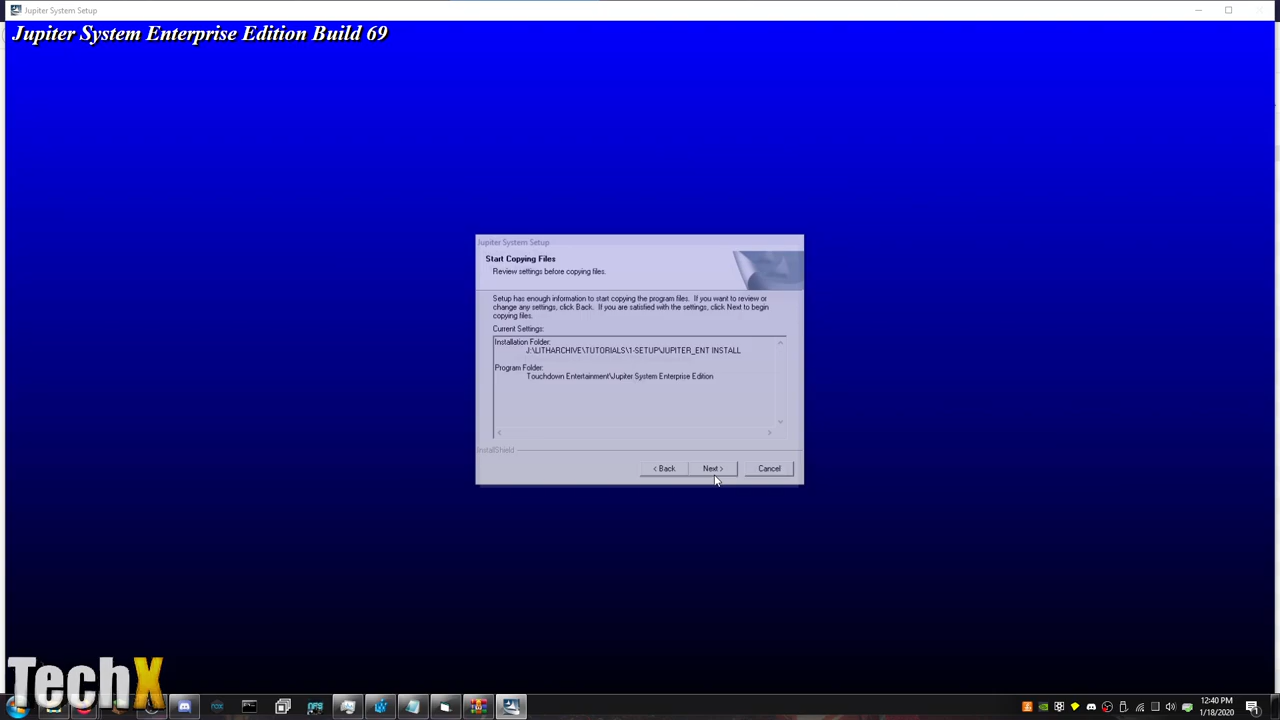 Jupiter System Setup
Jupiter System Enterprise Edition Build 69
Jupiter System Setup
Start Copying Files
Review settings before copying files.
Setup has enough information to start copying the program files. If you want to review or
change any settings, click Back. If you are satisfied with the settings, click Next to begin
copying files.
Current Settings:
Installation Folder:
J:\LITHARCHIVE\TUTORIALS\1-SETUP\JUPITER_ENT INSTALL
Program Folder:
Touchdown Entertainment\Jupiter System Enterprise Edition
InstallShield
< Back
Next >
Cancel
TechX
12:40 PM
1/18/2020